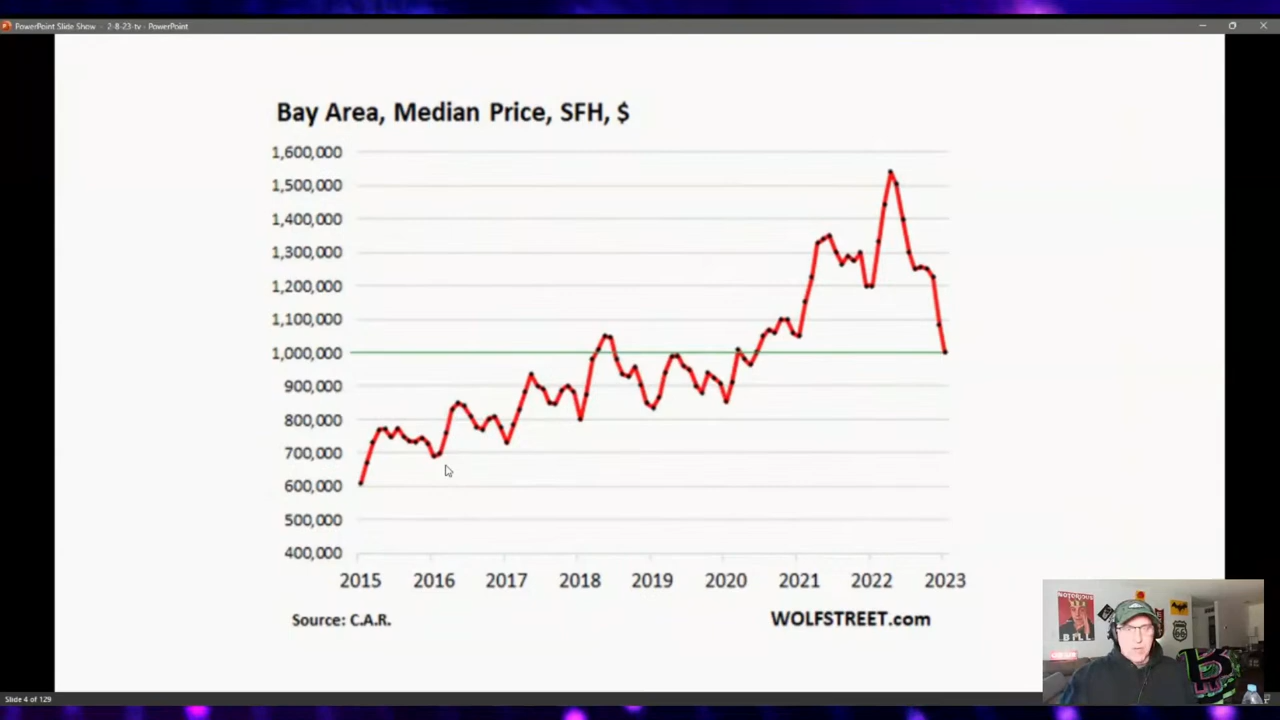 PowerPoint Slide Show - 2-8-23-tv - PowerPoint
Bay Area, Median Price, SFH, $
1,600,000
1,500,000
1,400,000
1,300,000
1,200,000
1,100,000
1,000,000
900,000
800,000
700,000
600,000
500,000
400,000
2015 2016 2017 2018 2019 2020 2021 2022 2023
Source: C.A.R.
WOLFSTREET.com
NOTORIOUS
BILL
66
Slide 4 of 129